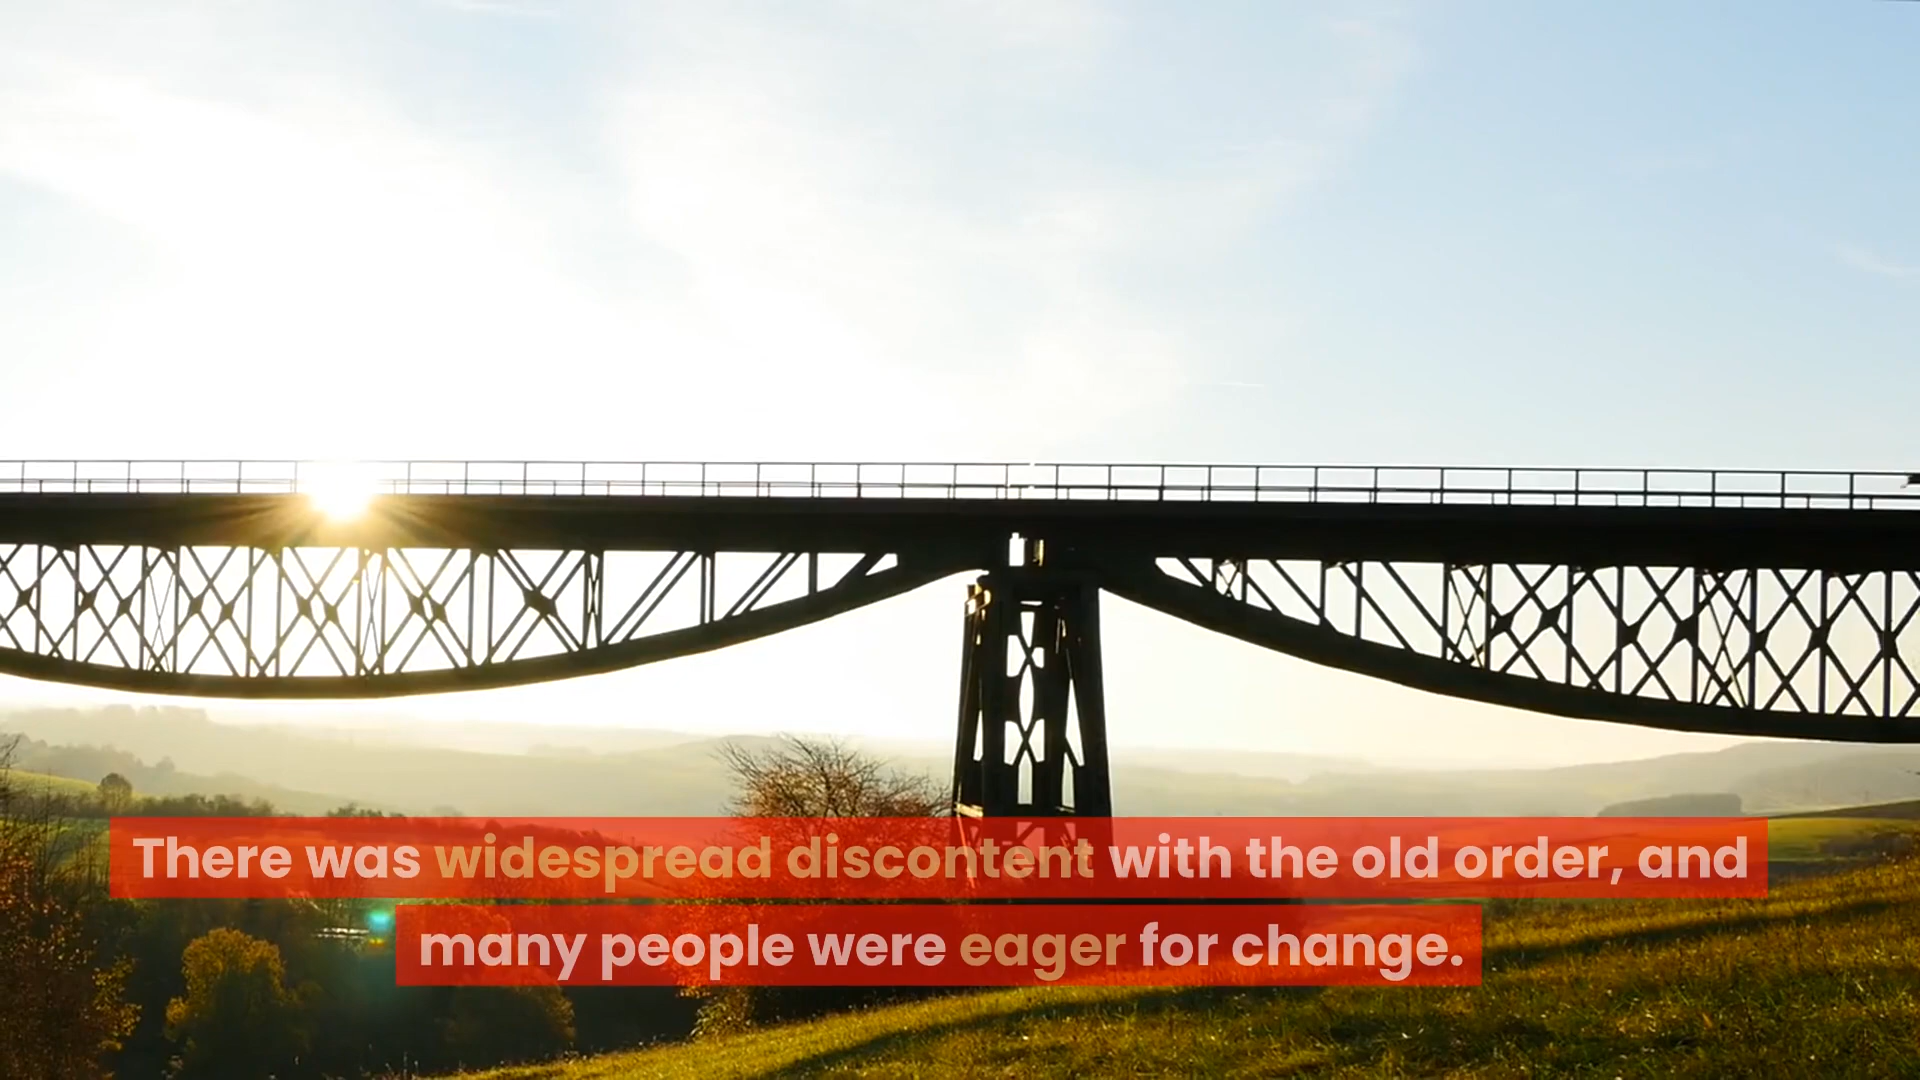 There was widespread discontent with the old order, and
many people were eager for change.